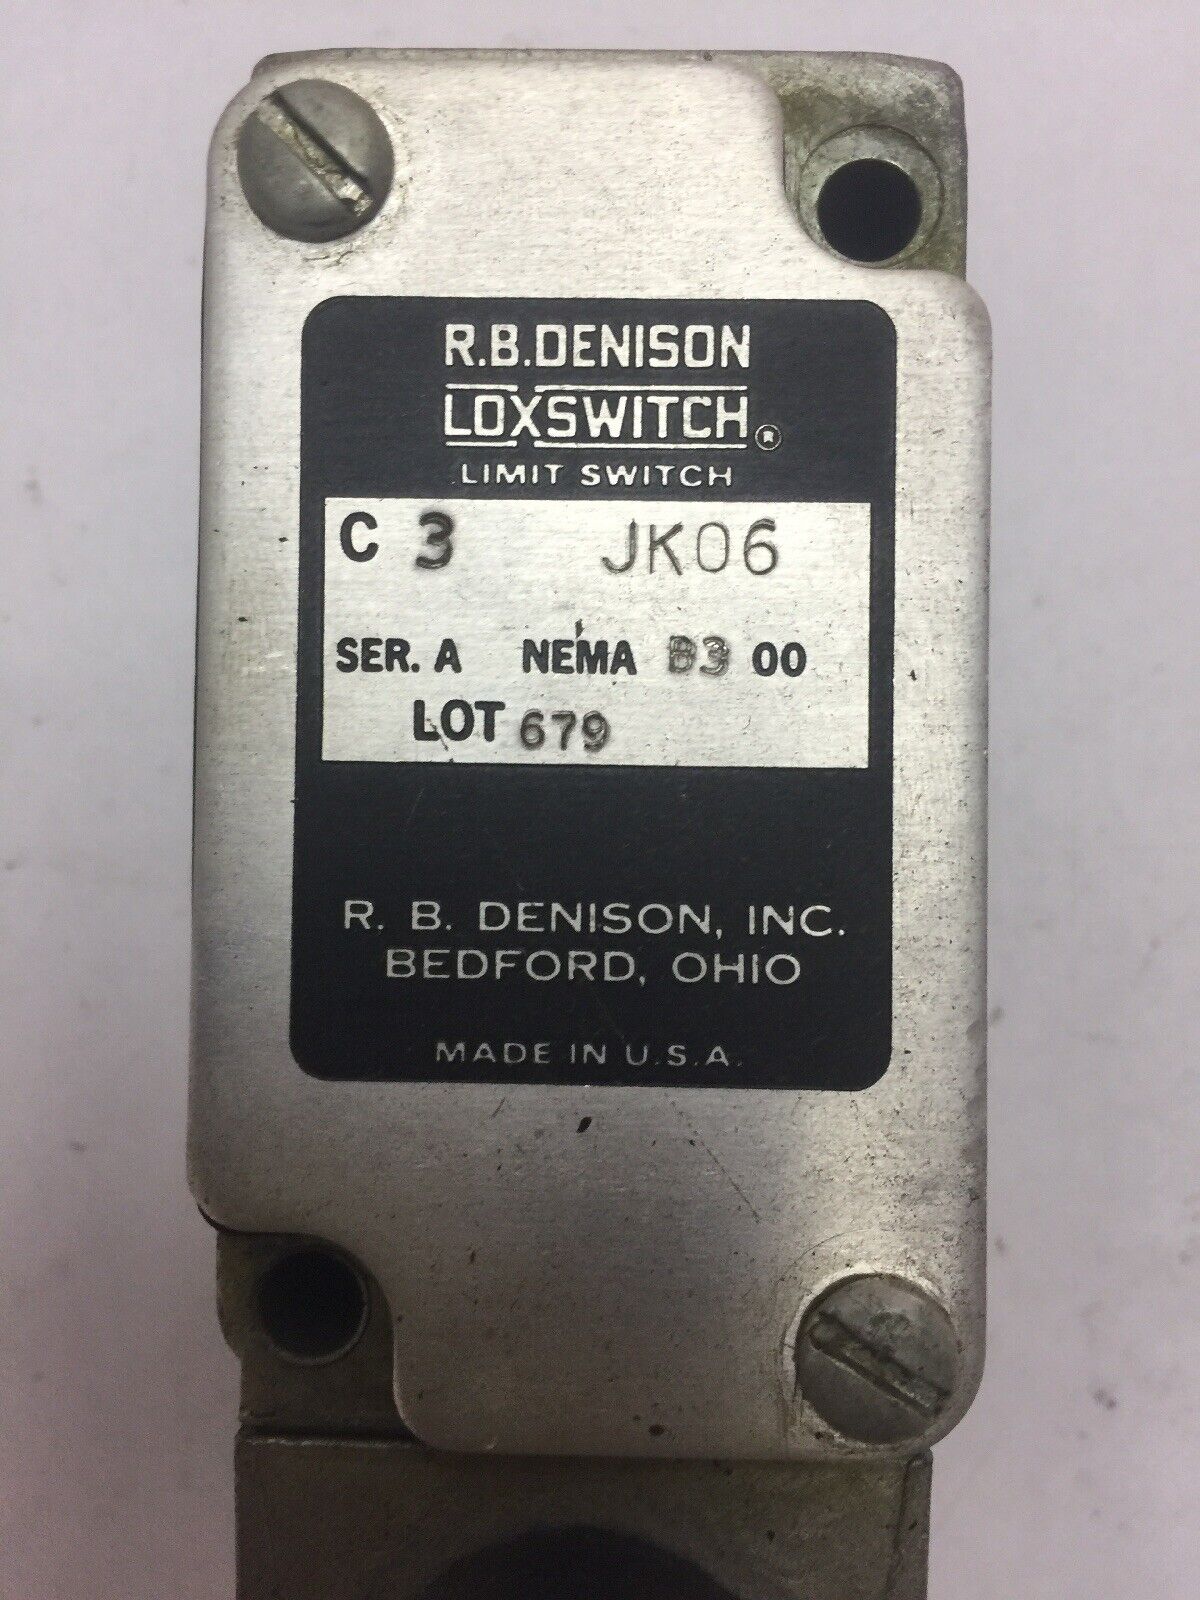 R.B.DENISON
LOXSWITCH®
LIMIT SWITCH
C 3 JK06
SER. A NEMA B3 00
LOT 679
R. B. DENISON, INC.
BEDFORD, OHIO
MADE IN U.S.A.